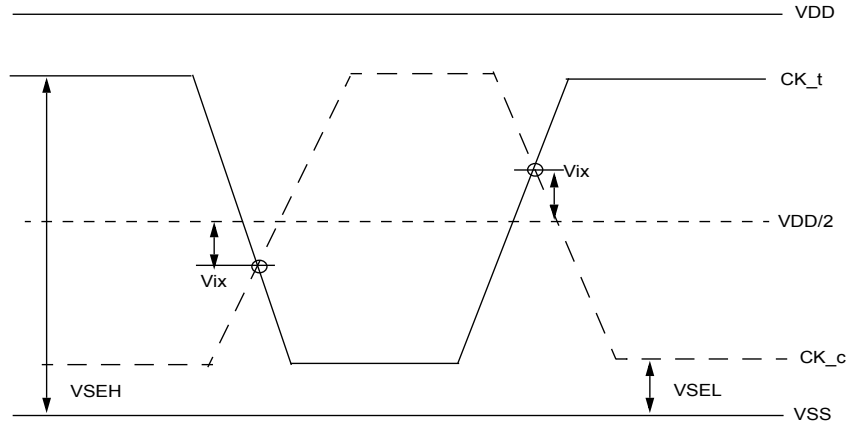 VDD
CK_t
Vix
VDD/2
Vix
CK_c
VSEH
VSEL
VSS